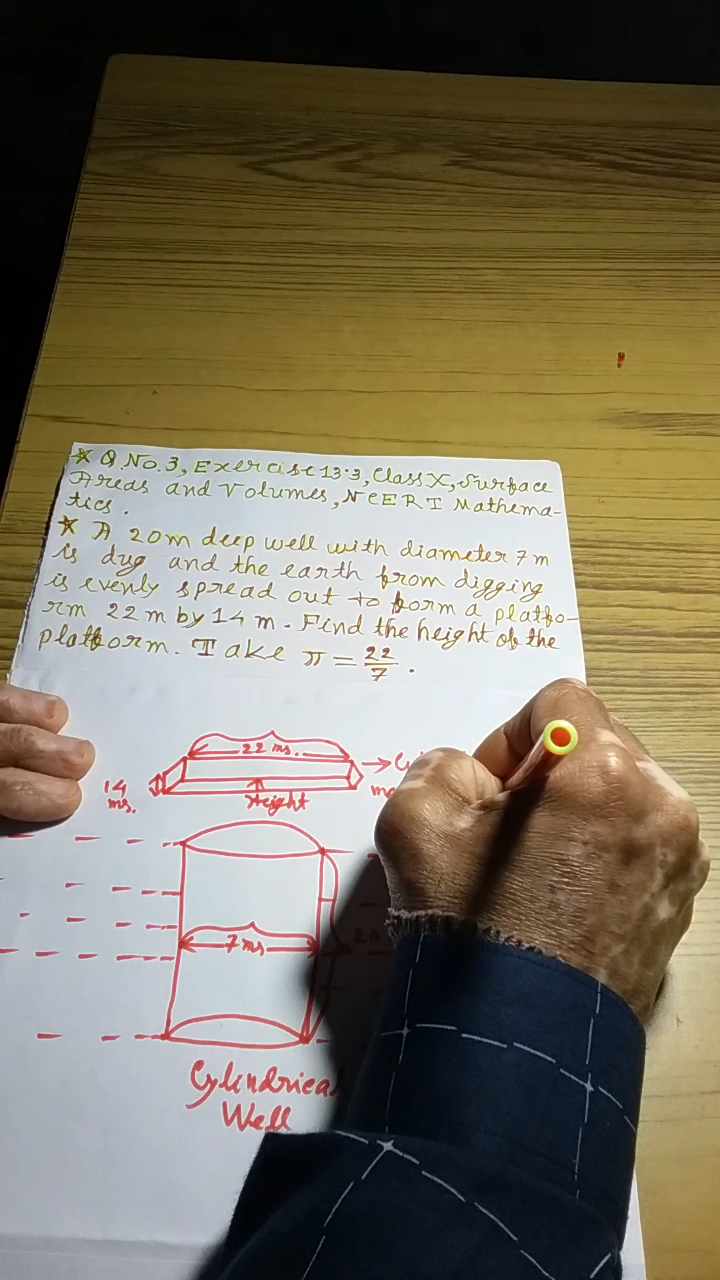 * Q No. 3, Exercise 13.3, Class X, Surface
Areas and Volumes, NCERT Mathema-
tics.
* A 20m deep well with diameter 7m
is dug and the earth from digging
is evenly spread out to form a platfo-
rm 22 m by 14 m. Find the height of the
platform. Take π = 22/7.
22 ms.
14
ms.
Height
7 ms
20
Cylindrical
Well